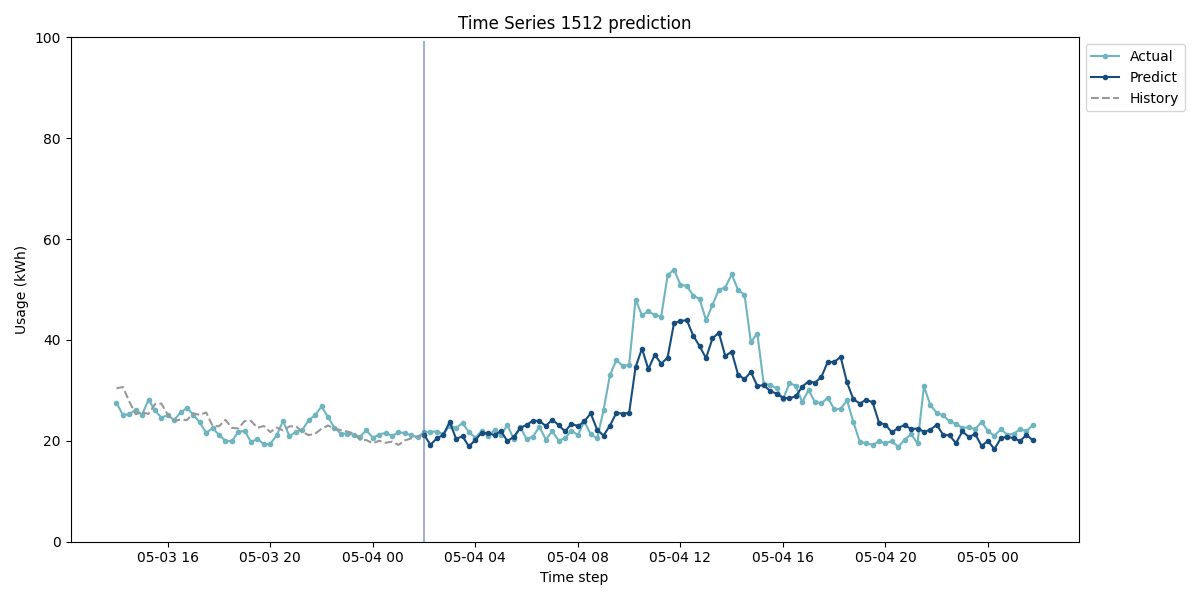 Time Series 1512 prediction
Usage (kWh)
100
80
60
40
20
0
05-03 16
05-03 20
05-04 00
05-04 04
05-04 08
05-04 12
05-04 16
05-04 20
05-05 00
Time step
Actual
Predict
History